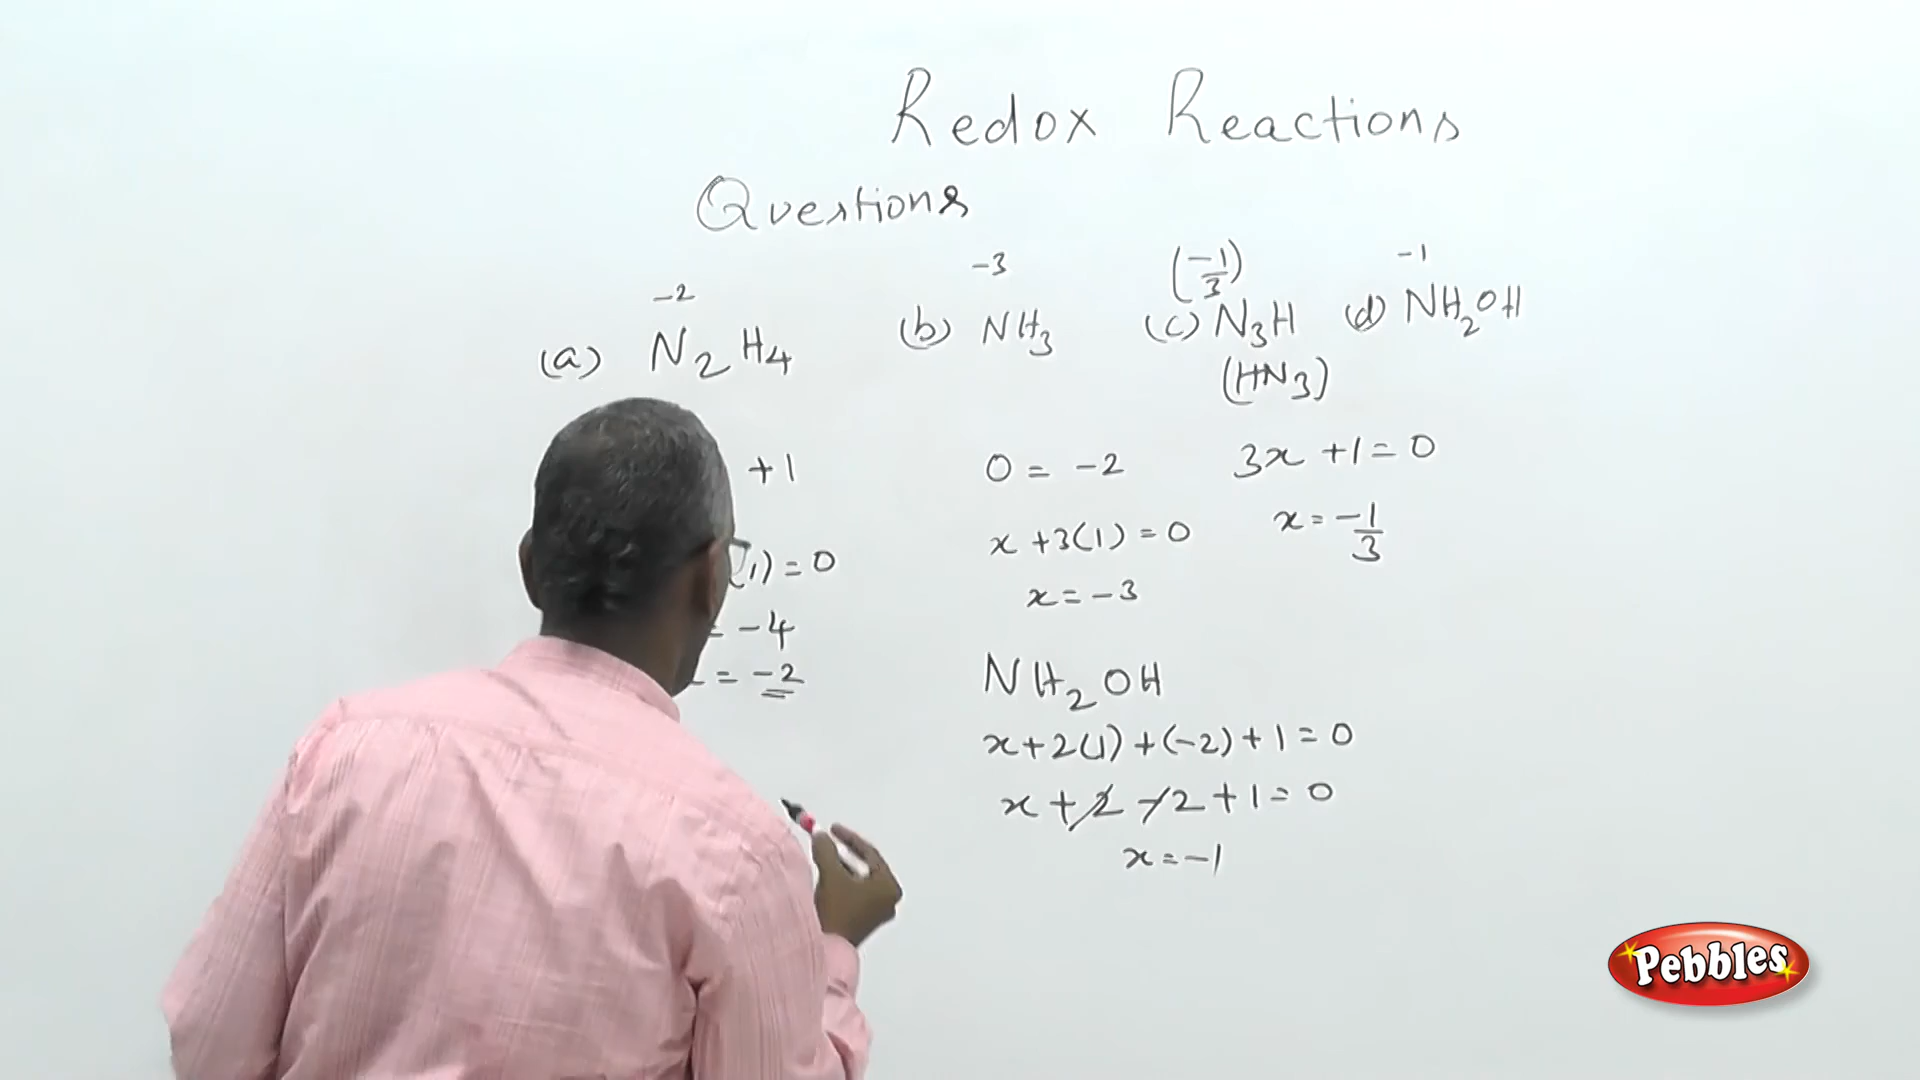 Redox Reactions
Questions
-2
(a) N2H4
-3
(b) NH3
(-1/3)
(c) N3H
(HN3)
-1
(d) NH2OH
+1
1) = 0
= -4
= -2
0 = -2
x + 3(1) = 0
x = -3
3x + 1 = 0
x = -1/3
NH2OH
x + 2(1) + (-2) + 1 = 0
x + 2 - 2 + 1 = 0
x = -1
Pebbles